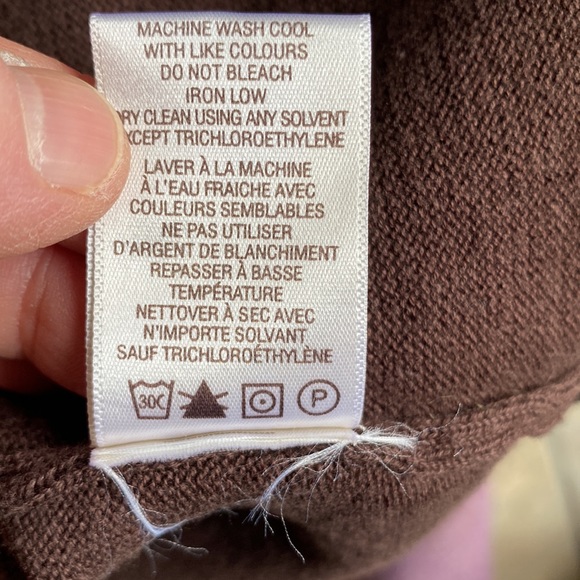 MACHINE WASH COOL
WITH LIKE COLOURS
DO NOT BLEACH
IRON LOW
RY CLEAN USING ANY SOLVENT
XCEPT TRICHLOROETHYLENE
LAVER À LA MACHINE
À L'EAU FRAICHE AVEC
COULEURS SEMBLABLES
NE PAS UTILISER
D'ARGENT DE BLANCHIMENT
REPASSER À BASSE
TEMPÉRATURE
NETTOVER À SEC AVEC
N'IMPORTE SOLVANT
SAUF TRICHLOROÉTHYLÈNE
30C P